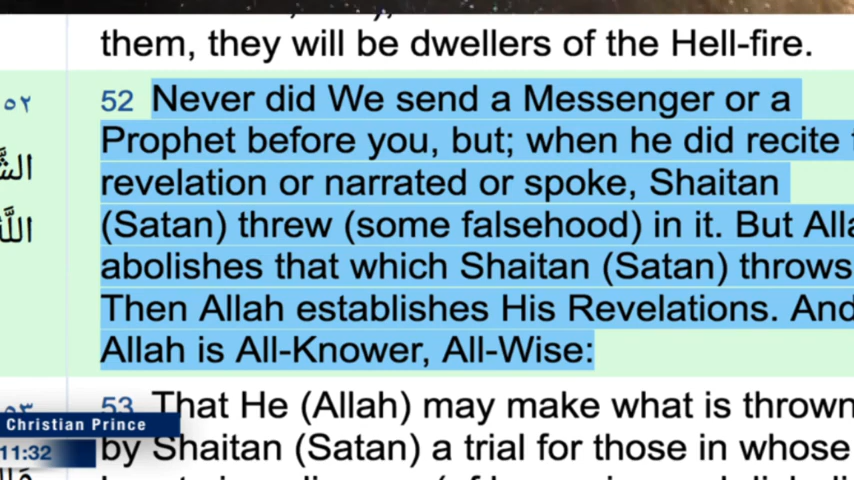 them, they will be dwellers of the Hell-fire.
٥٢
52 Never did We send a Messenger or a
Prophet before you, but; when he did recite
revelation or narrated or spoke, Shaitan
(Satan) threw (some falsehood) in it. But Alla
abolishes that which Shaitan (Satan) throws
Then Allah establishes His Revelations. And
Allah is All-Knower, All-Wise:
٥٣
53 That He (Allah) may make what is thrown
by Shaitan (Satan) a trial for those in whose
Christian Prince
11:32